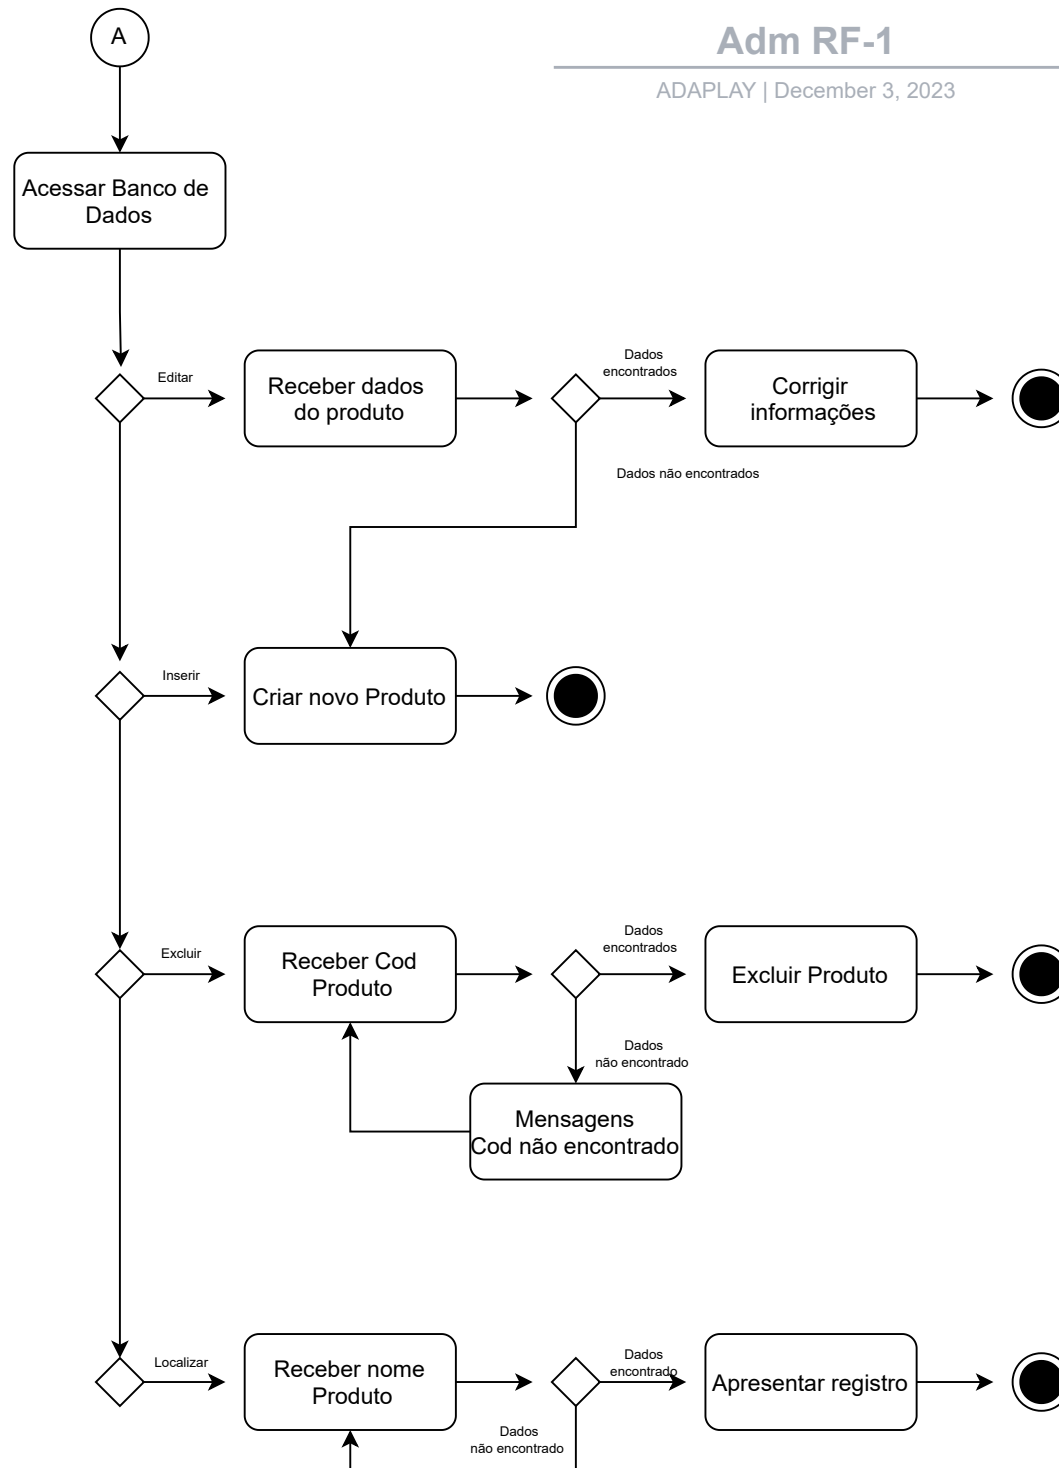 A
Adm RF-1
ADAPLAY | December 3, 2023
Acessar Banco de
Dados
Editar
Receber dados
do produto
Dados
encontrados
Corrigir
informações
Dados não encontrados
Inserir
Criar novo Produto
Excluir
Receber Cod
Produto
Dados
encontrados
Excluir Produto
Dados
não encontrado
Mensagens
Cod não encontrado
Localizar
Receber nome
Produto
Dados
encontrado
Apresentar registro
Dados
não encontrado